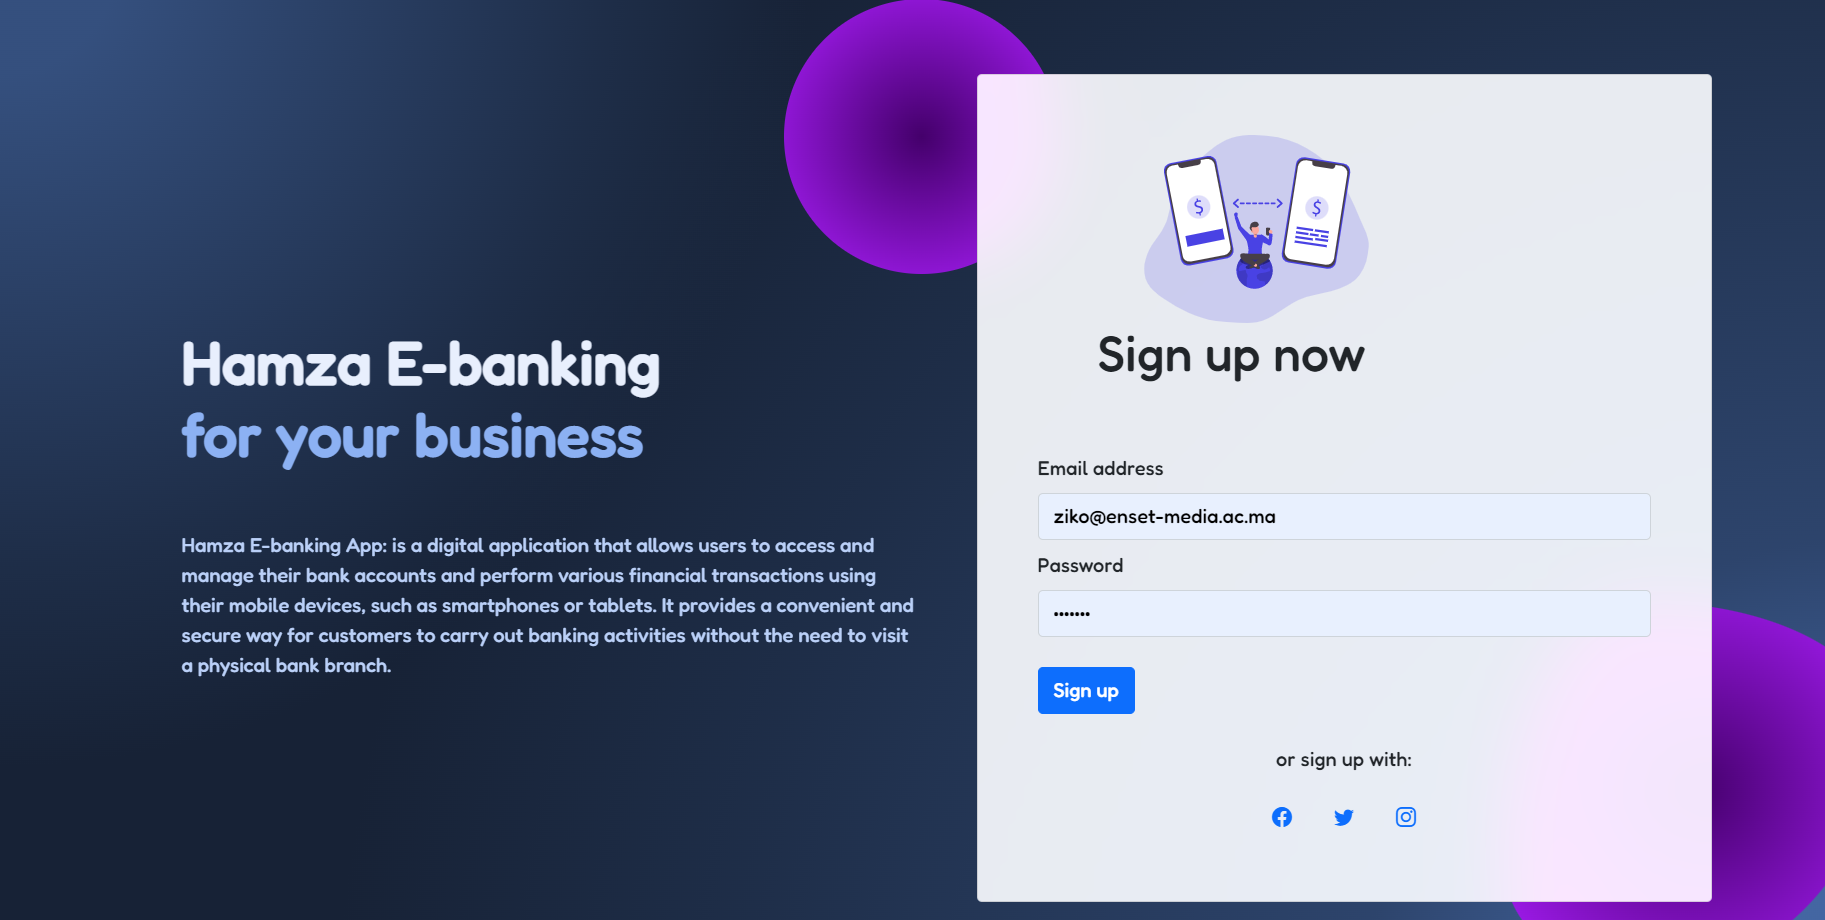 Hamza E-banking
for your business
Hamza E-banking App: is a digital application that allows users to access and
manage their bank accounts and perform various financial transactions using
their mobile devices, such as smartphones or tablets. It provides a convenient and
secure way for customers to carry out banking activities without the need to visit
a physical bank branch.
$
$
Sign up now
Email address
ziko@enset-media.ac.ma
Password
•••••••
Sign up
or sign up with: